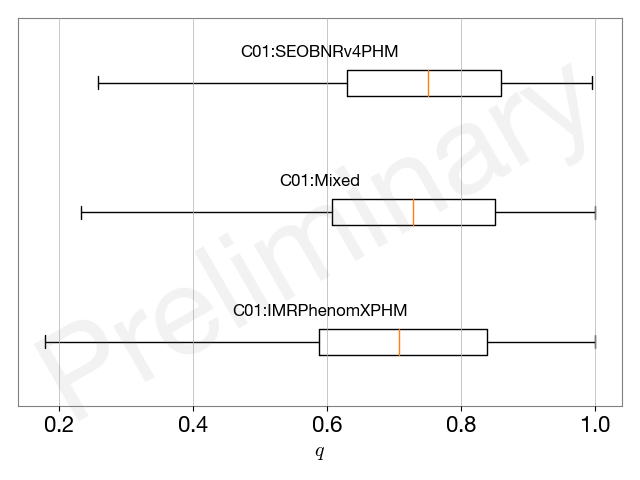 C01:SEOBNRv4PHM
C01:Mixed
C01:IMRPhenomXPHM
Preliminary
0.2 0.4 0.6 0.8 1.0
q